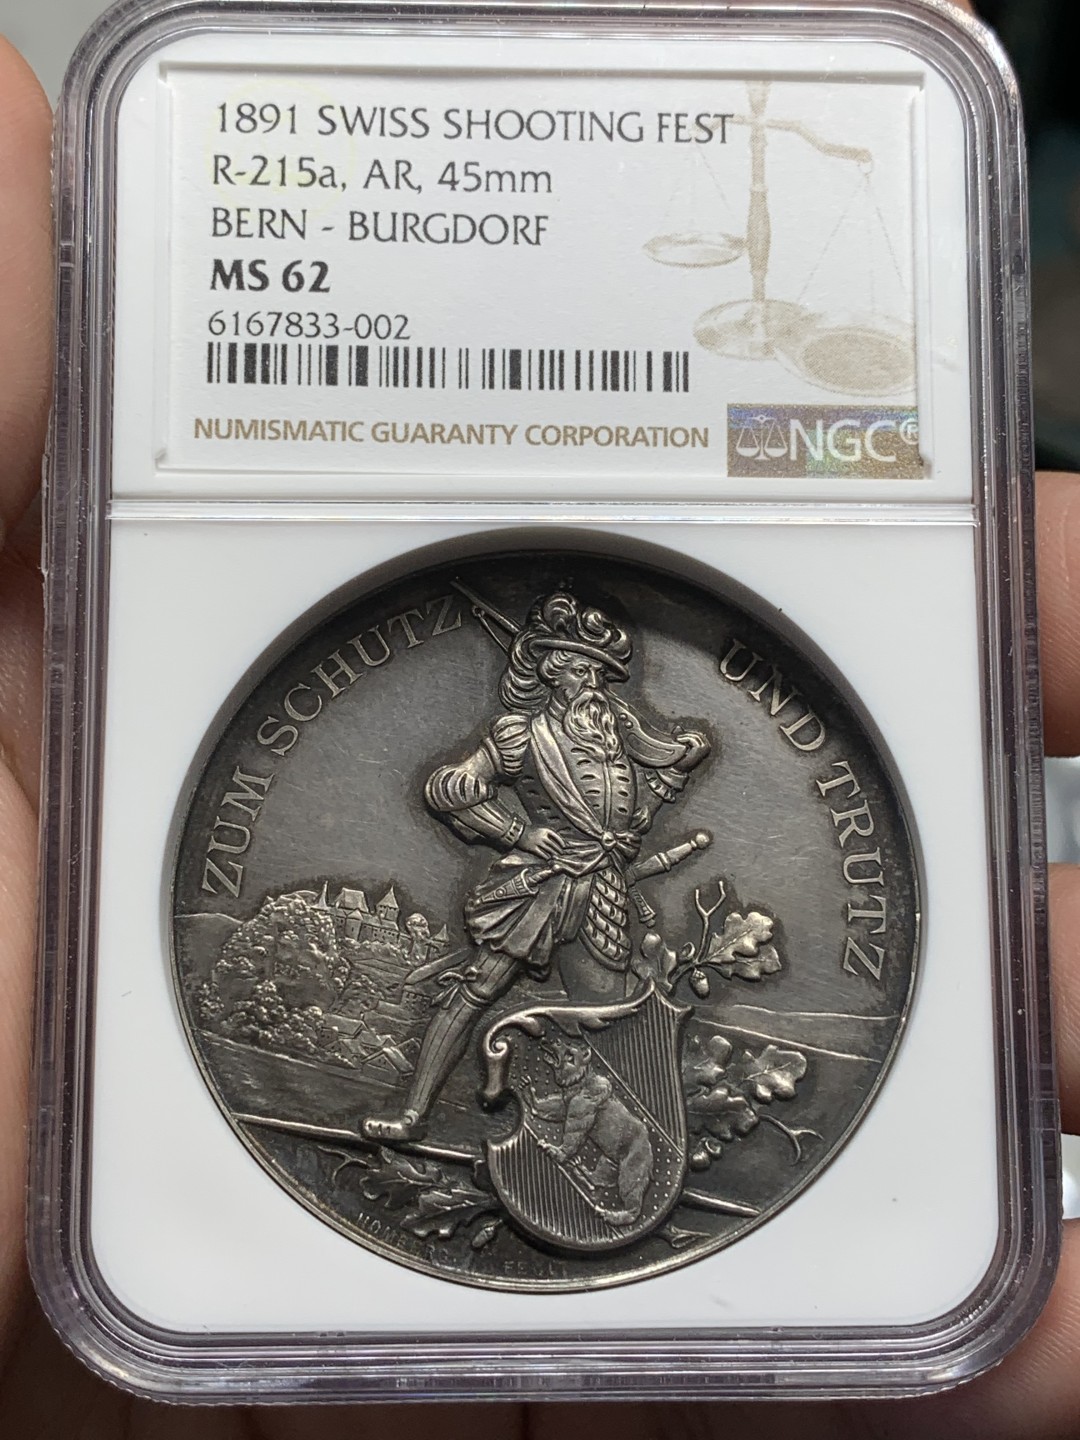 1891 SWISS SHOOTING FEST
R-215a, AR, 45mm
BERN - BURGDORF
MS 62
6167833-002
NUMISMATIC GUARANTY CORPORATION
NGC®
ZUM SCHUTZ
UND TRUTZ
FECIT